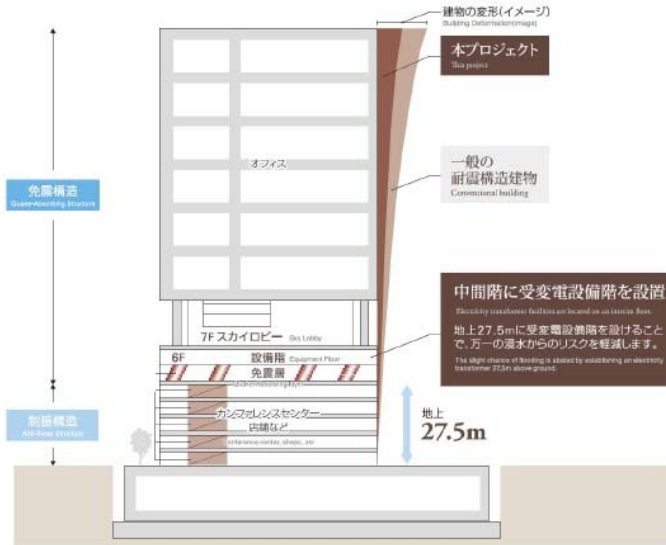 建物の変形(イメージ)
Building Deformation(Image)
本プロジェクト
This project
オフィス
一般の
耐震構造建物
Conventional building
免震構造
Quake-Absorbing Structure
中間階に受変電設備階を設置
Electricity transformer facilities are located on an interim floor.
地上27.5mに受変電設備階を設けること
で、万一の浸水からのリスクを軽減します。
The slight chance of flooding is abated by establishing an electricity
transformer 27.5m above ground.
7F スカイロビー Sky Lobby
6F 設備階 Equipment Floor
免震層
カンファレンスセンター
店舗など
Conference center, shops, etc
制振構造
地上
27.5m